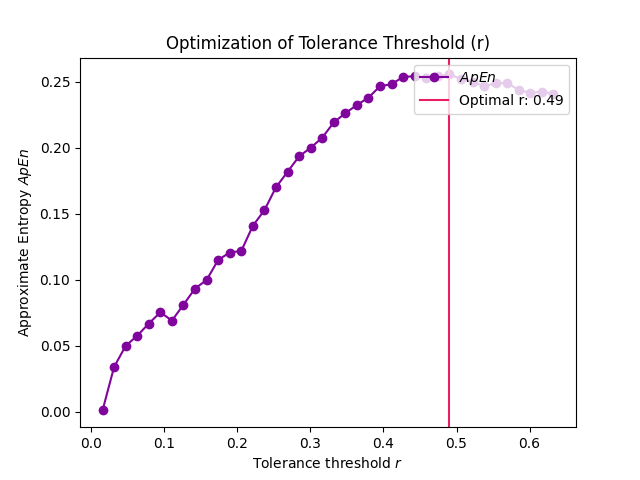 Optimization of Tolerance Threshold (r)
ApEn
Optimal r: 0.49
Approximate Entropy ApEn
0.25
0.20
0.15
0.10
0.05
0.00
0.0 0.1 0.2 0.3 0.4 0.5 0.6
Tolerance threshold r